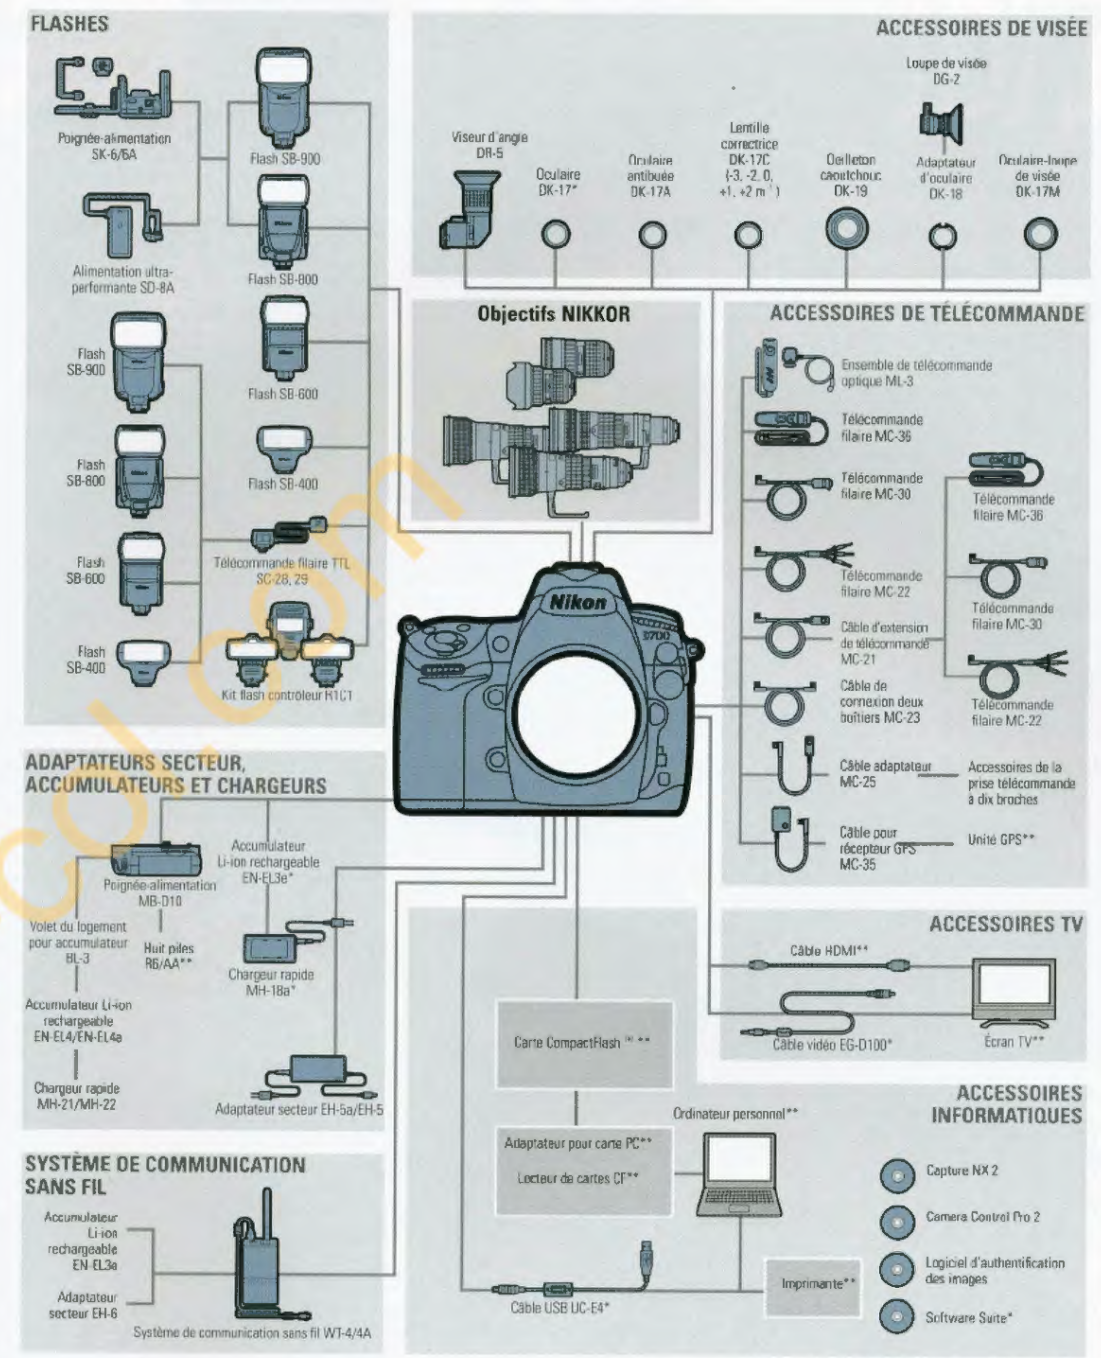 FLASHES
Poignée-alimentation
SK-6/6A
Flash SB-900
Alimentation ultra-
performante SD-8A
Flash SB-800
Flash
SB-900
Flash SB-600
Flash
SB-800
Flash SB-400
Flash
SB-600
Télécommande filaire TTL
SC-28, 29
Flash
SB-400
Kit flash contrôleur R1C1
ACCESSOIRES DE VISÉE
Viseur d'angle
DR-5
Oculaire
DK-17*
Oculaire
antibuée
DK-17A
Lentille
correctrice
DK-17C
(-3, -2, 0,
+1, +2 m⁻¹)
Oeilleton
caoutchouc
DK-19
Loupe de visée
DG-2
Adaptateur
d'oculaire
DK-18
Oculaire-loupe
de visée
DK-17M
Objectifs NIKKOR
Nikon
D700
ACCESSOIRES DE TÉLÉCOMMANDE
Ensemble de télécommande
optique ML-3
Télécommande
filaire MC-36
Télécommande
filaire MC-30
Télécommande
filaire MC-22
Câble d'extension
de télécommande
MC-21
Télécommande
filaire MC-36
Télécommande
filaire MC-30
Télécommande
filaire MC-22
Câble de
connexion deux
boîtiers MC-23
Câble adaptateur
MC-25
Accessoires de la
prise télécommande
à dix broches
Câble pour
récepteur GPS
MC-35
Unité GPS**
ADAPTATEURS SECTEUR,
ACCUMULATEURS ET CHARGEURS
Poignée-alimentation
MB-D10
Accumulateur
Li-ion rechargeable
EN-EL3e*
Volet du logement
pour accumulateur
BL-3
Huit piles
R6/AA**
Chargeur rapide
MH-18a*
Accumulateur Li-ion
rechargeable
EN-EL4/EN-EL4a
Chargeur rapide
MH-21/MH-22
Adaptateur secteur EH-5a/EH-5
SYSTÈME DE COMMUNICATION
SANS FIL
Accumulateur
Li-ion
rechargeable
EN-EL3e
Adaptateur
secteur EH-6
Système de communication sans fil WT-4/4A
ACCESSOIRES TV
Câble HDMI**
Câble vidéo EG-D100*
Écran TV**
ACCESSOIRES
INFORMATIQUES
Carte CompactFlash **
Adaptateur pour carte PC**
Lecteur de cartes CF**
Ordinateur personnel**
Câble USB UC-E4*
Imprimante**
Capture NX 2
Camera Control Pro 2
Logiciel d'authentification
des images
Software Suite*